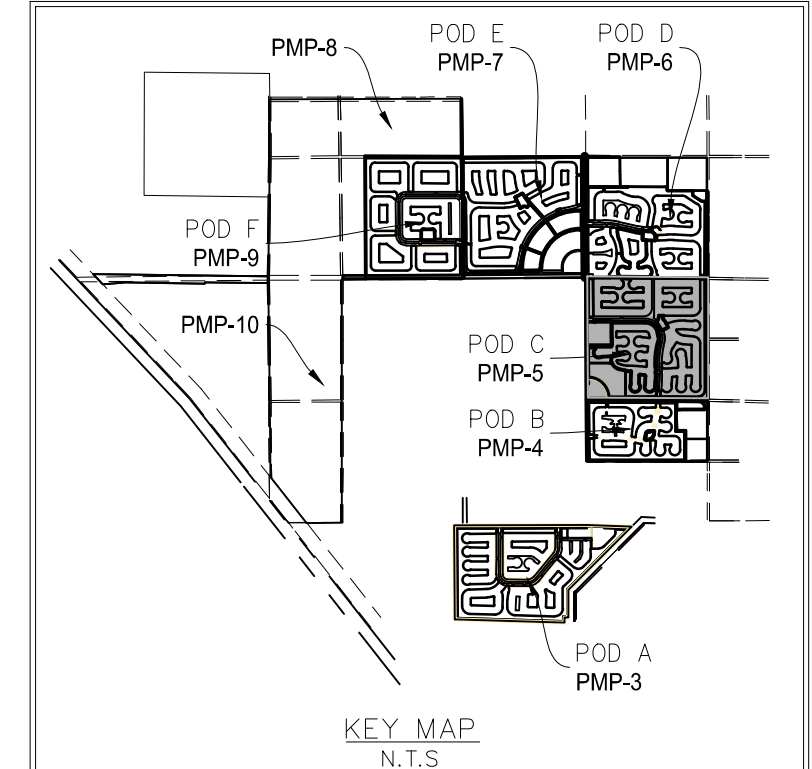 PMP-8
POD E
PMP-7
POD D
PMP-6
POD F
PMP-9
PMP-10
POD C
PMP-5
POD B
PMP-4
POD A
PMP-3
KEY MAP
N.T.S